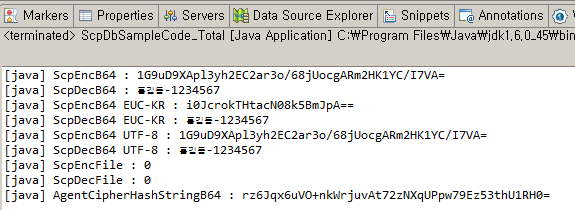 Markers Properties Servers Data Source Explorer Snippets Annotations
<terminated> ScpDbSampleCode_Total [Java Application] C:₩Program Files₩Java₩jdk1,6,0_45₩bin
[java] ScpEncB64 : 1G9uD9XApl3yh2EC2ar3o/68jUocgARm2HK1YC/I7VA=
[java] ScpDecB64 : 홍길동-1234567
[java] ScpEncB64 EUC-KR : i0JcrokTHtacN08k5BmJpA==
[java] ScpDecB64 EUC-KR : 홍길동-1234567
[java] ScpEncB64 UTF-8 : 1G9uD9XApl3yh2EC2ar3o/68jUocgARm2HK1YC/I7VA=
[java] ScpDecB64 UTF-8 : 홍길동-1234567
[java] ScpEncFile : 0
[java] ScpDecFile : 0
[java] AgentCipherHashStringB64 : rz6Jqx6uVO+nkWrjuvAt72zNXqUPpw79Ez53thU1RH0=